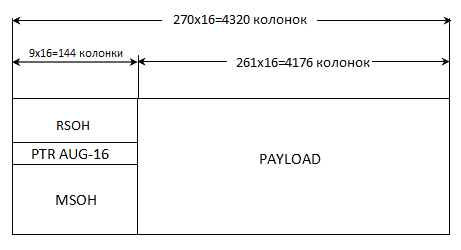 270x16=4320 колонок
9x16=144 колонки
261x16=4176 колонок
RSOH
PTR AUG-16
MSOH
PAYLOAD